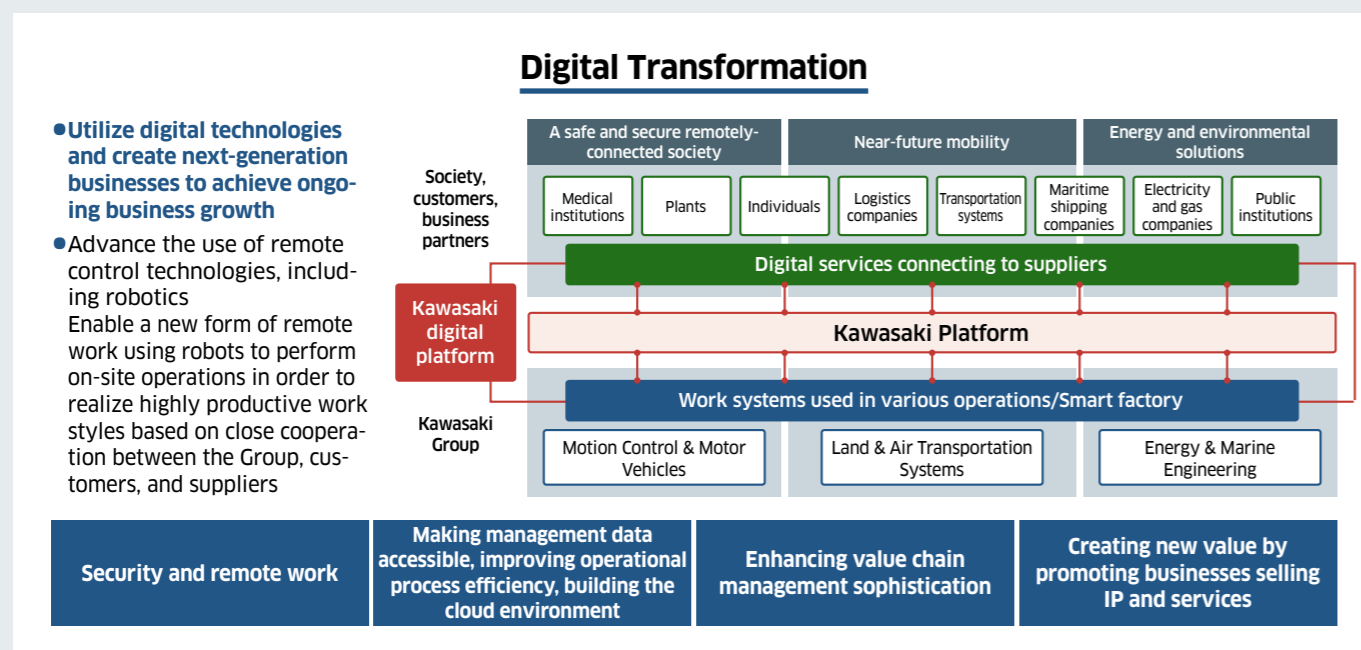 Digital Transformation
●Utilize digital technologies
and create next-generation
businesses to achieve ongo-
ing business growth
●Advance the use of remote
control technologies, includ-
ing robotics
Enable a new form of remote
work using robots to perform
on-site operations in order to
realize highly productive work
styles based on close coopera-
tion between the Group, cus-
tomers, and suppliers
Society,
customers,
business
partners
A safe and secure remotely-
connected society
Near-future mobility
Energy and environmental
solutions
Medical
institutions
Plants
Individuals
Logistics
companies
Transportation
systems
Maritime
shipping
companies
Electricity
and gas
companies
Public
institutions
Digital services connecting to suppliers
Kawasaki
digital
platform
Kawasaki Platform
Work systems used in various operations/Smart factory
Kawasaki
Group
Motion Control & Motor
Vehicles
Land & Air Transportation
Systems
Energy & Marine
Engineering
Security and remote work
Making management data
accessible, improving operational
process efficiency, building the
cloud environment
Enhancing value chain
management sophistication
Creating new value by
promoting businesses selling
IP and services